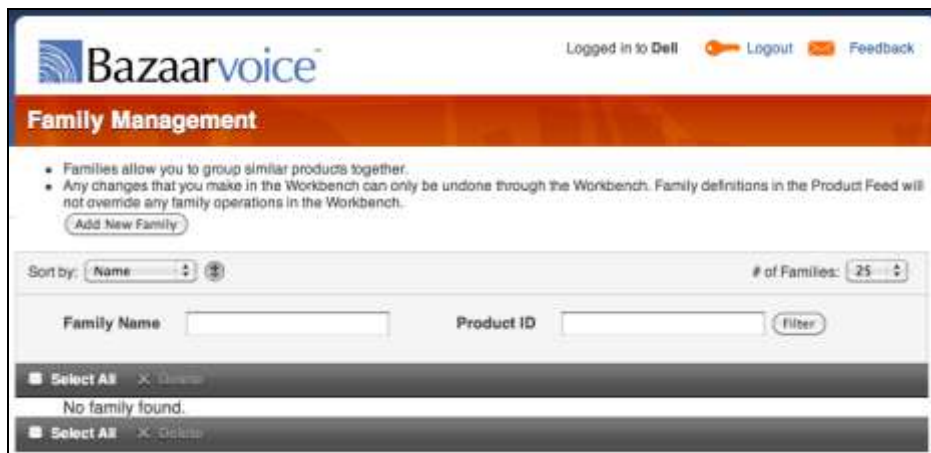 Bazaarvoice
Logged in to Dell Logout Feedback
Family Management
Families allow you to group similar products together.
Any changes that you make in the Workbench can only be undone through the Workbench. Family definitions in the Product Feed will
not override any family operations in the Workbench.
Add New Family
Sort by: Name # of Families: 25
Family Name Product ID Filter
Select All Delete
No family found.
Select All Delete